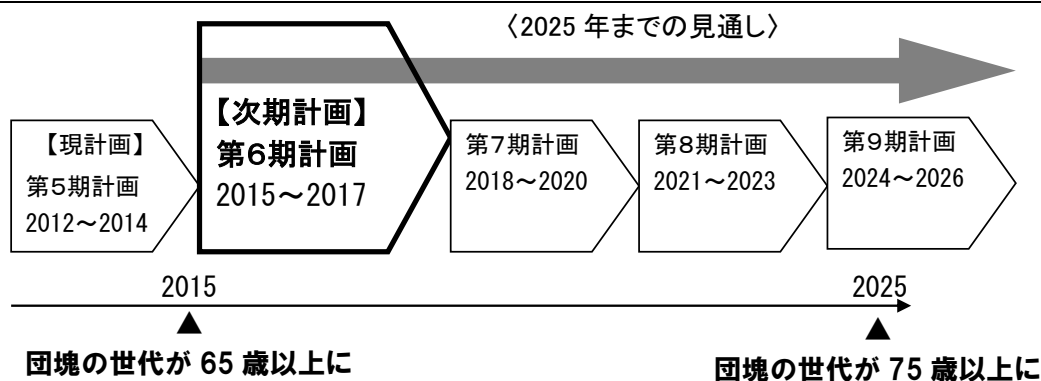 〈2025 年までの見通し〉
【現計画】
第5期計画
2012～2014
【次期計画】
第6期計画
2015～2017
第7期計画
2018～2020
第8期計画
2021～2023
第9期計画
2024～2026
2015
2025
▲
▲
団塊の世代が 65 歳以上に
団塊の世代が 75 歳以上に